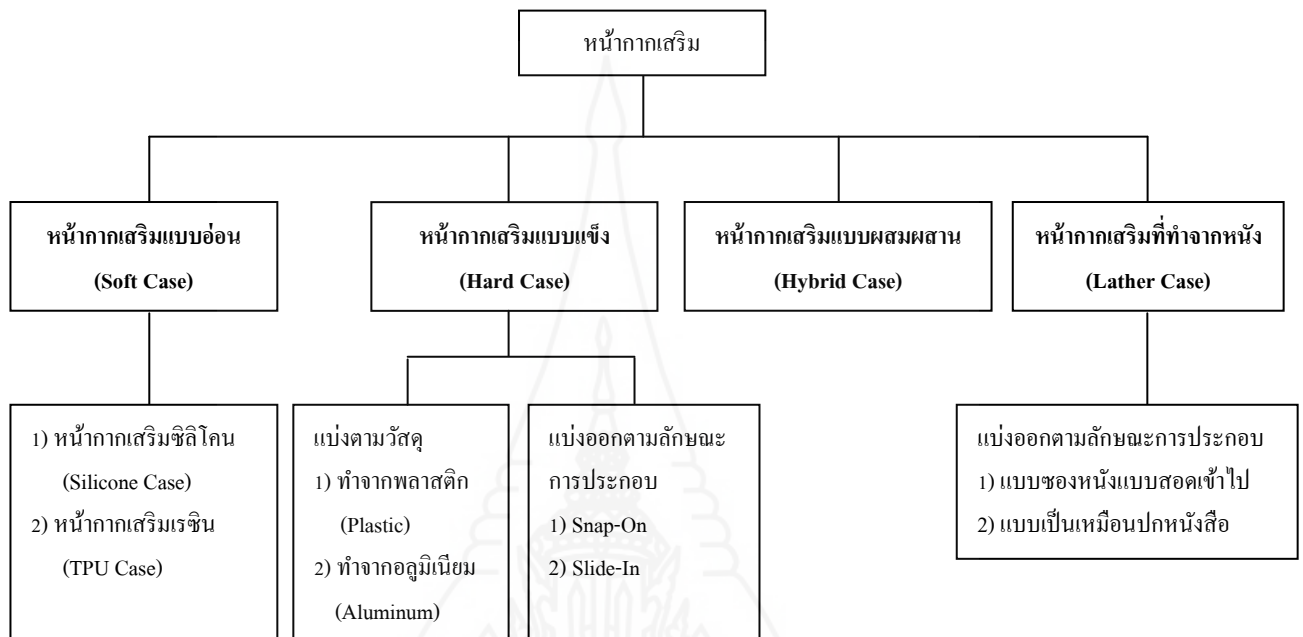 หน้ากากเสริม
หน้ากากเสริมแบบอ่อน
(Soft Case)
หน้ากากเสริมแบบแข็ง
(Hard Case)
หน้ากากเสริมแบบผสมผสาน
(Hybrid Case)
หน้ากากเสริมที่ทำจากหนัง
(Lather Case)
1) หน้ากากเสริมซิลิโคน
(Silicone Case)
2) หน้ากากเสริมเรซิน
(TPU Case)
แบ่งตามวัสดุ
1) ทำจากพลาสติก
(Plastic)
2) ทำจากอลูมิเนียม
(Aluminum)
แบ่งออกตามลักษณะ
การประกอบ
1) Snap-On
2) Slide-In
แบ่งออกตามลักษณะการประกอบ
1) แบบซองหนังแบบสอดเข้าไป
2) แบบเป็นเหมือนปกหนังสือ